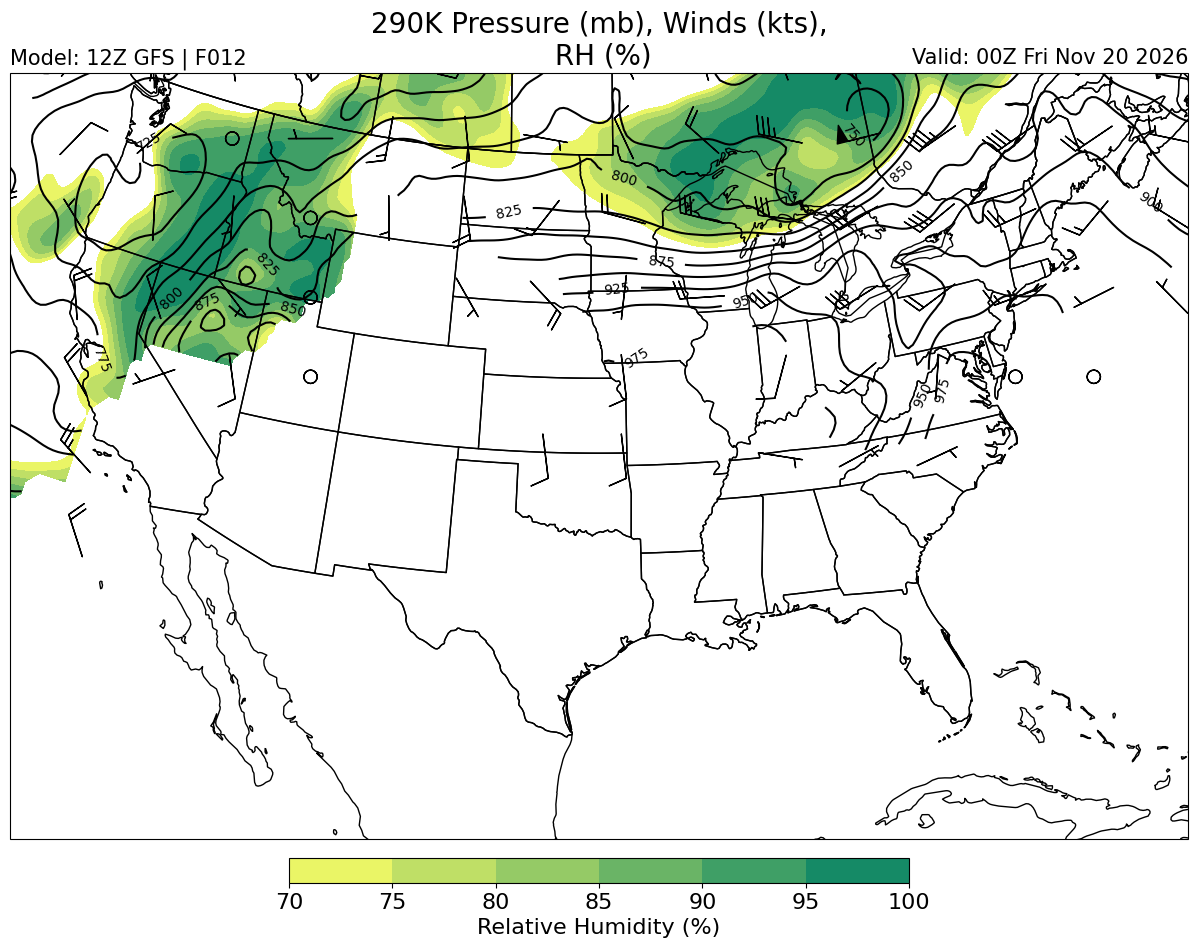 290K Pressure (mb), Winds (kts),
RH (%)
Model: 12Z GFS | F012
Valid: 00Z Fri Nov 20 2026
725
750
850
800
900
825
825
875
800
875
850
925
950
775
975
950
975
70 75 80 85 90 95 100
Relative Humidity (%)